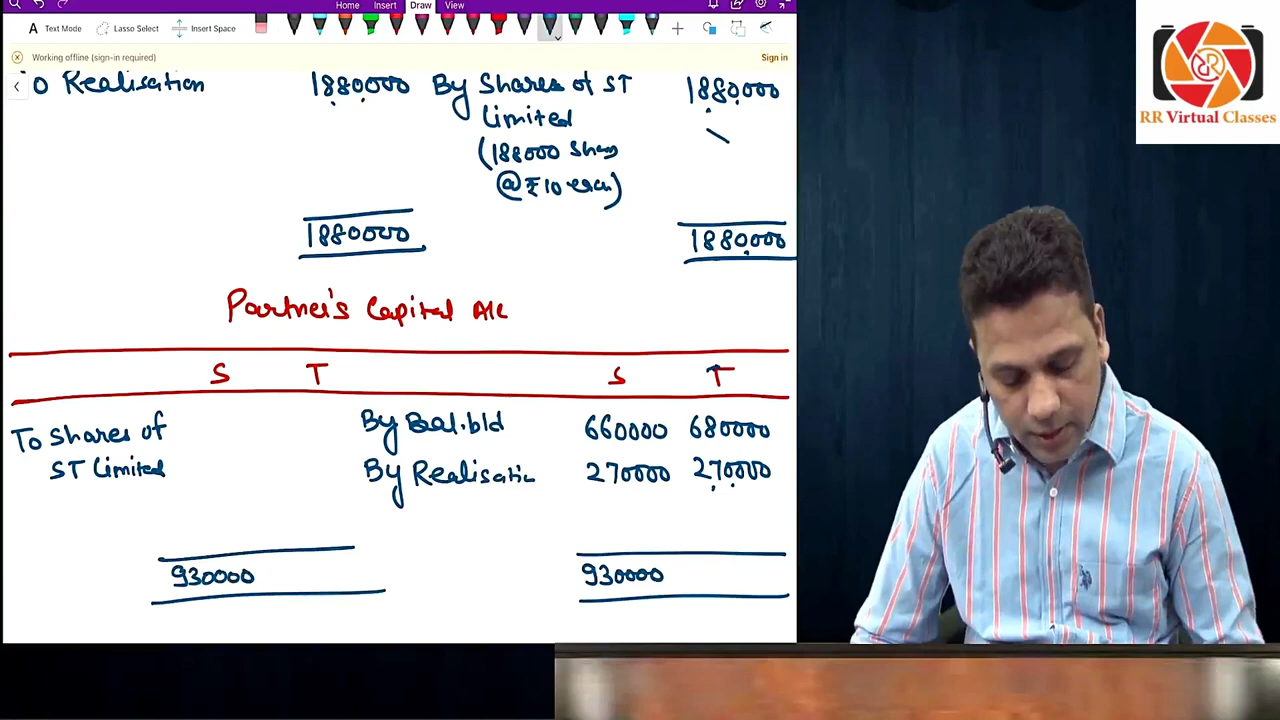 Home Insert Draw View
Text Mode Lasso Select Insert Space
Working offline (sign-in required) Sign in
RR Virtual Classes
o Realisation 1880000 By Shares of ST 1880000
Limited
(188000 Shares
@ ₹10 each)
1880000 1880000
Partner's Capital A/c
S T S T
To Shares of By Bal. b/d 660000 680000
ST Limited By Realisatio 270000 270000
930000 930000